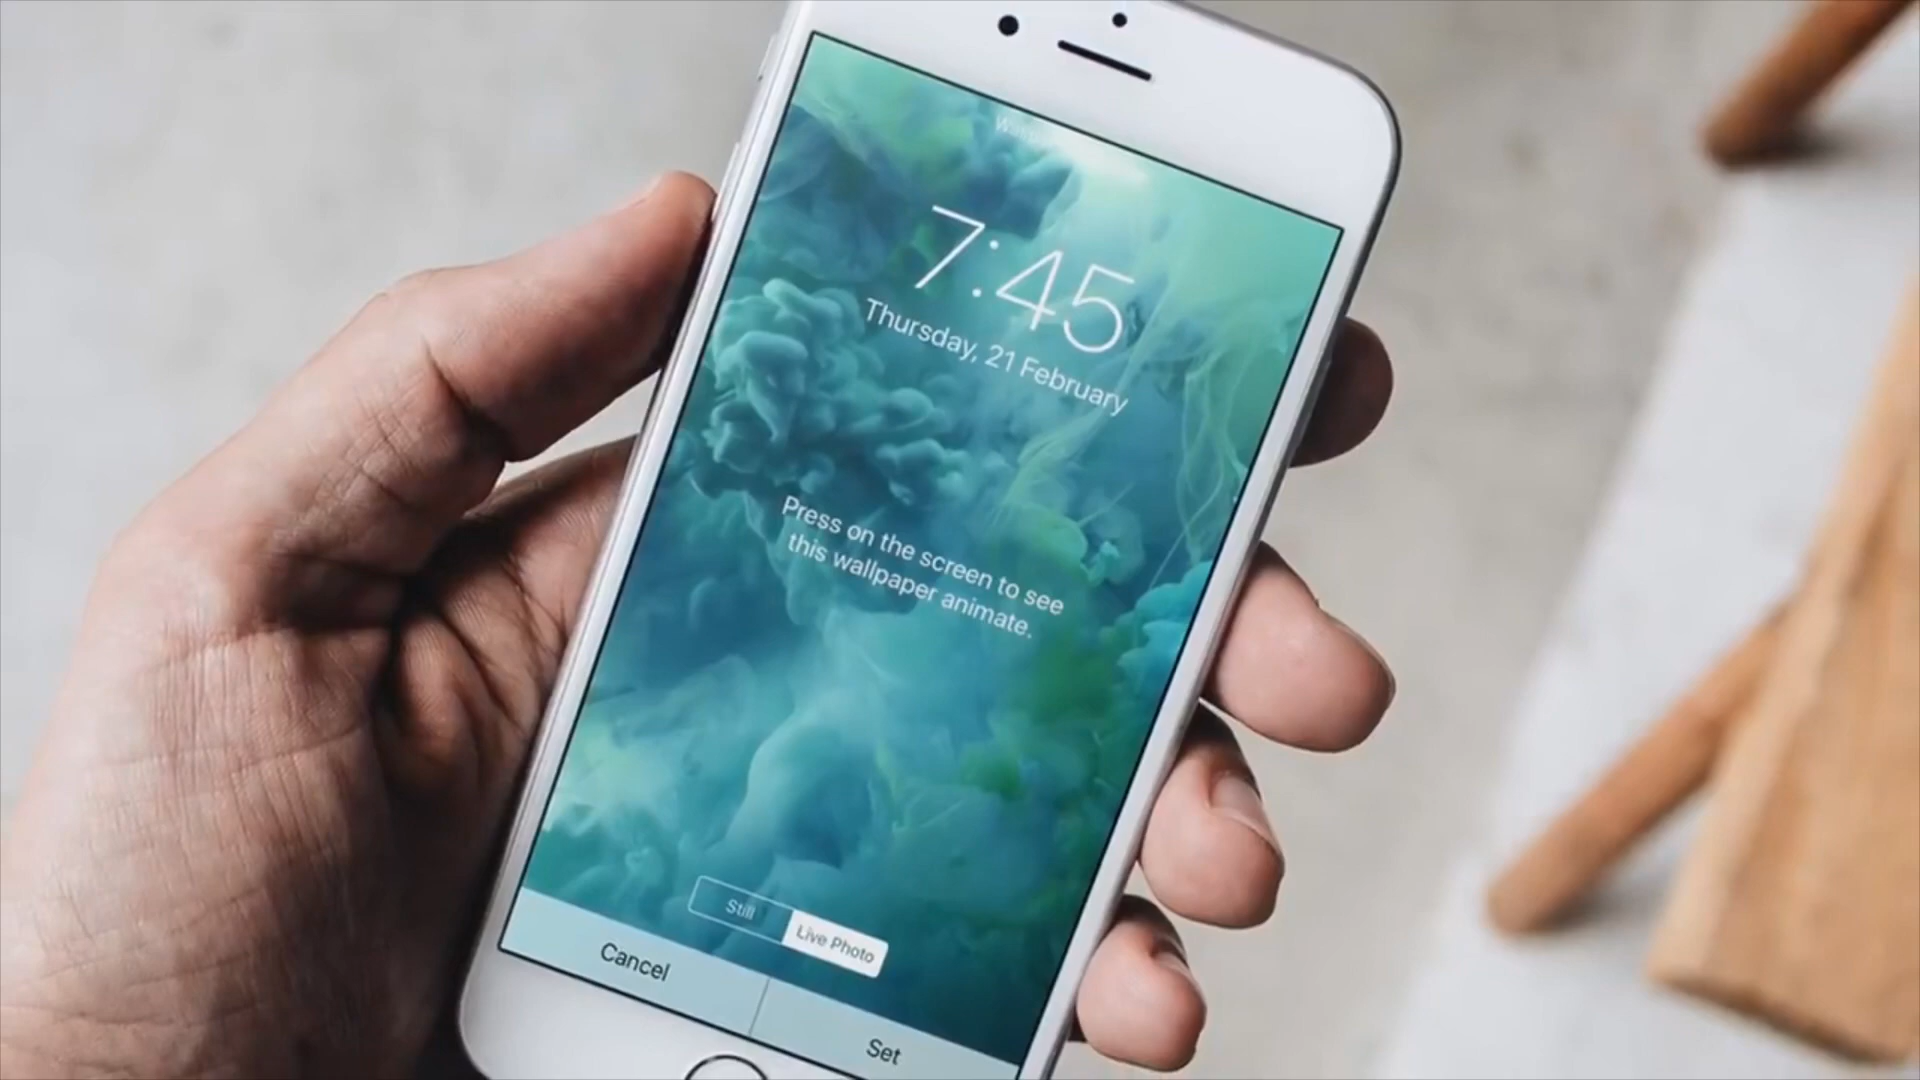 7:45
Thursday, 21 February
Press on the screen to see
this wallpaper animate.
Still
Live Photo
Cancel
Set